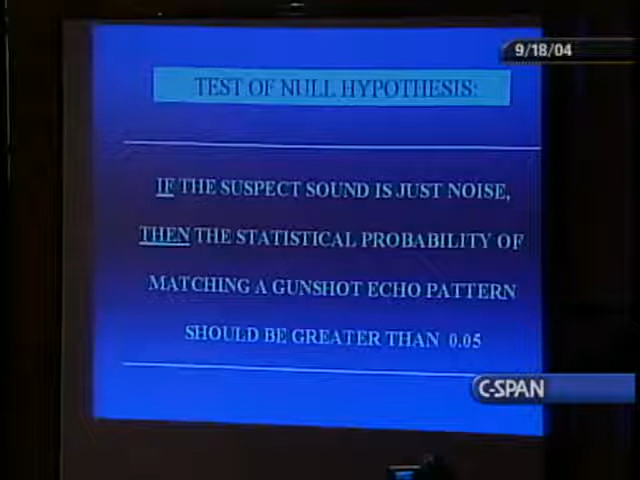 9/18/04
TEST OF NULL HYPOTHESIS:
IF THE SUSPECT SOUND IS JUST NOISE,
THEN THE STATISTICAL PROBABILITY OF
MATCHING A GUNSHOT ECHO PATTERN
SHOULD BE GREATER THAN 0.05
C-SPAN